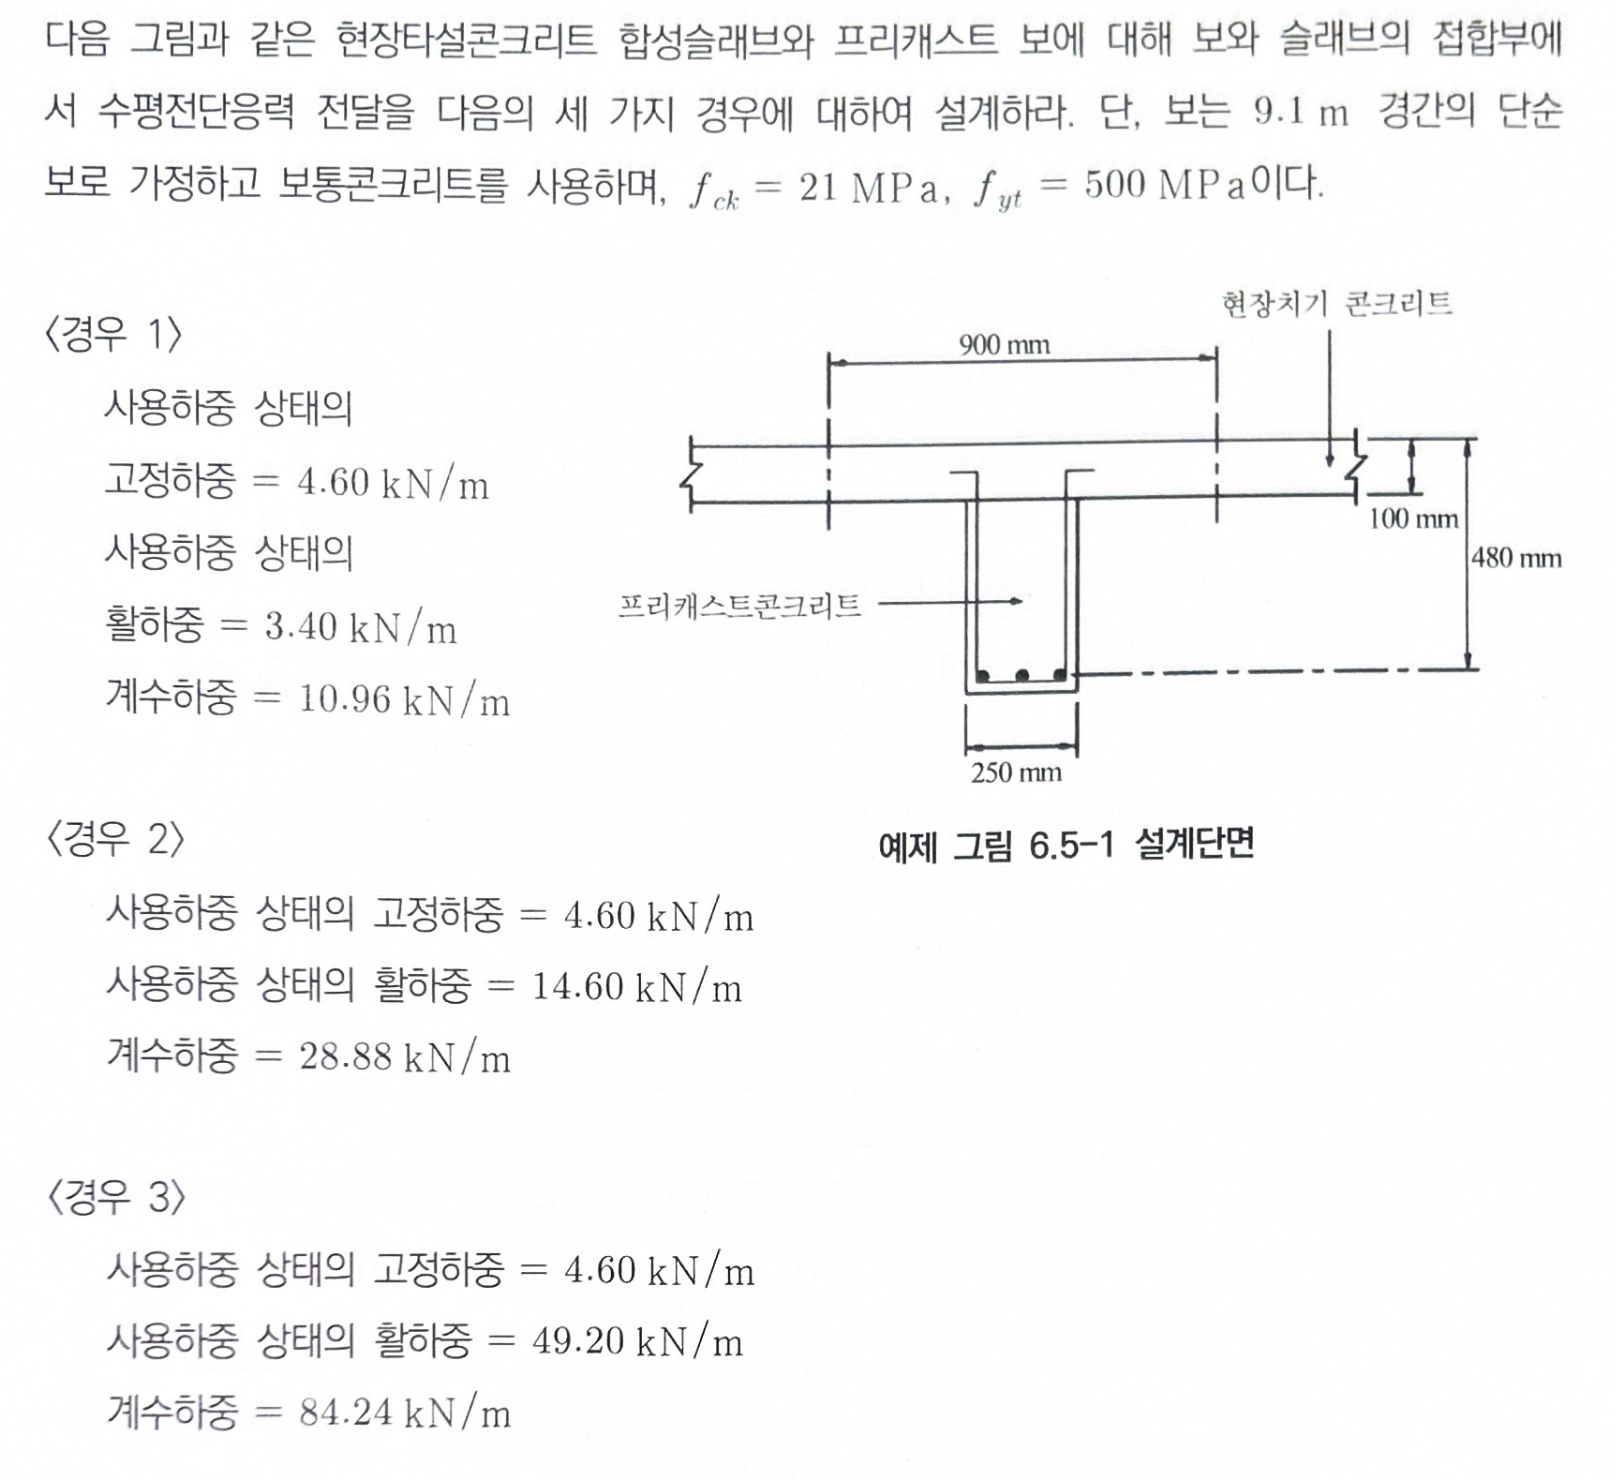 다음 그림과 같은 현장타설콘크리트 합성슬래브와 프리캐스트 보에 대해 보와 슬래브의 접합부에
서 수평전단응력 전달을 다음의 세 가지 경우에 대하여 설계하라. 단, 보는 9.1 m 경간의 단순
보로 가정하고 보통콘크리트를 사용하며, f_ck = 21 MPa, f_yt = 500 MPa이다.
〈경우 1〉
사용하중 상태의
고정하중 = 4.60 kN/m
사용하중 상태의
활하중 = 3.40 kN/m
계수하중 = 10.96 kN/m
현장치기 콘크리트
900 mm
100 mm
480 mm
프리캐스트콘크리트
250 mm
예제 그림 6.5-1 설계단면
〈경우 2〉
사용하중 상태의 고정하중 = 4.60 kN/m
사용하중 상태의 활하중 = 14.60 kN/m
계수하중 = 28.88 kN/m
〈경우 3〉
사용하중 상태의 고정하중 = 4.60 kN/m
사용하중 상태의 활하중 = 49.20 kN/m
계수하중 = 84.24 kN/m